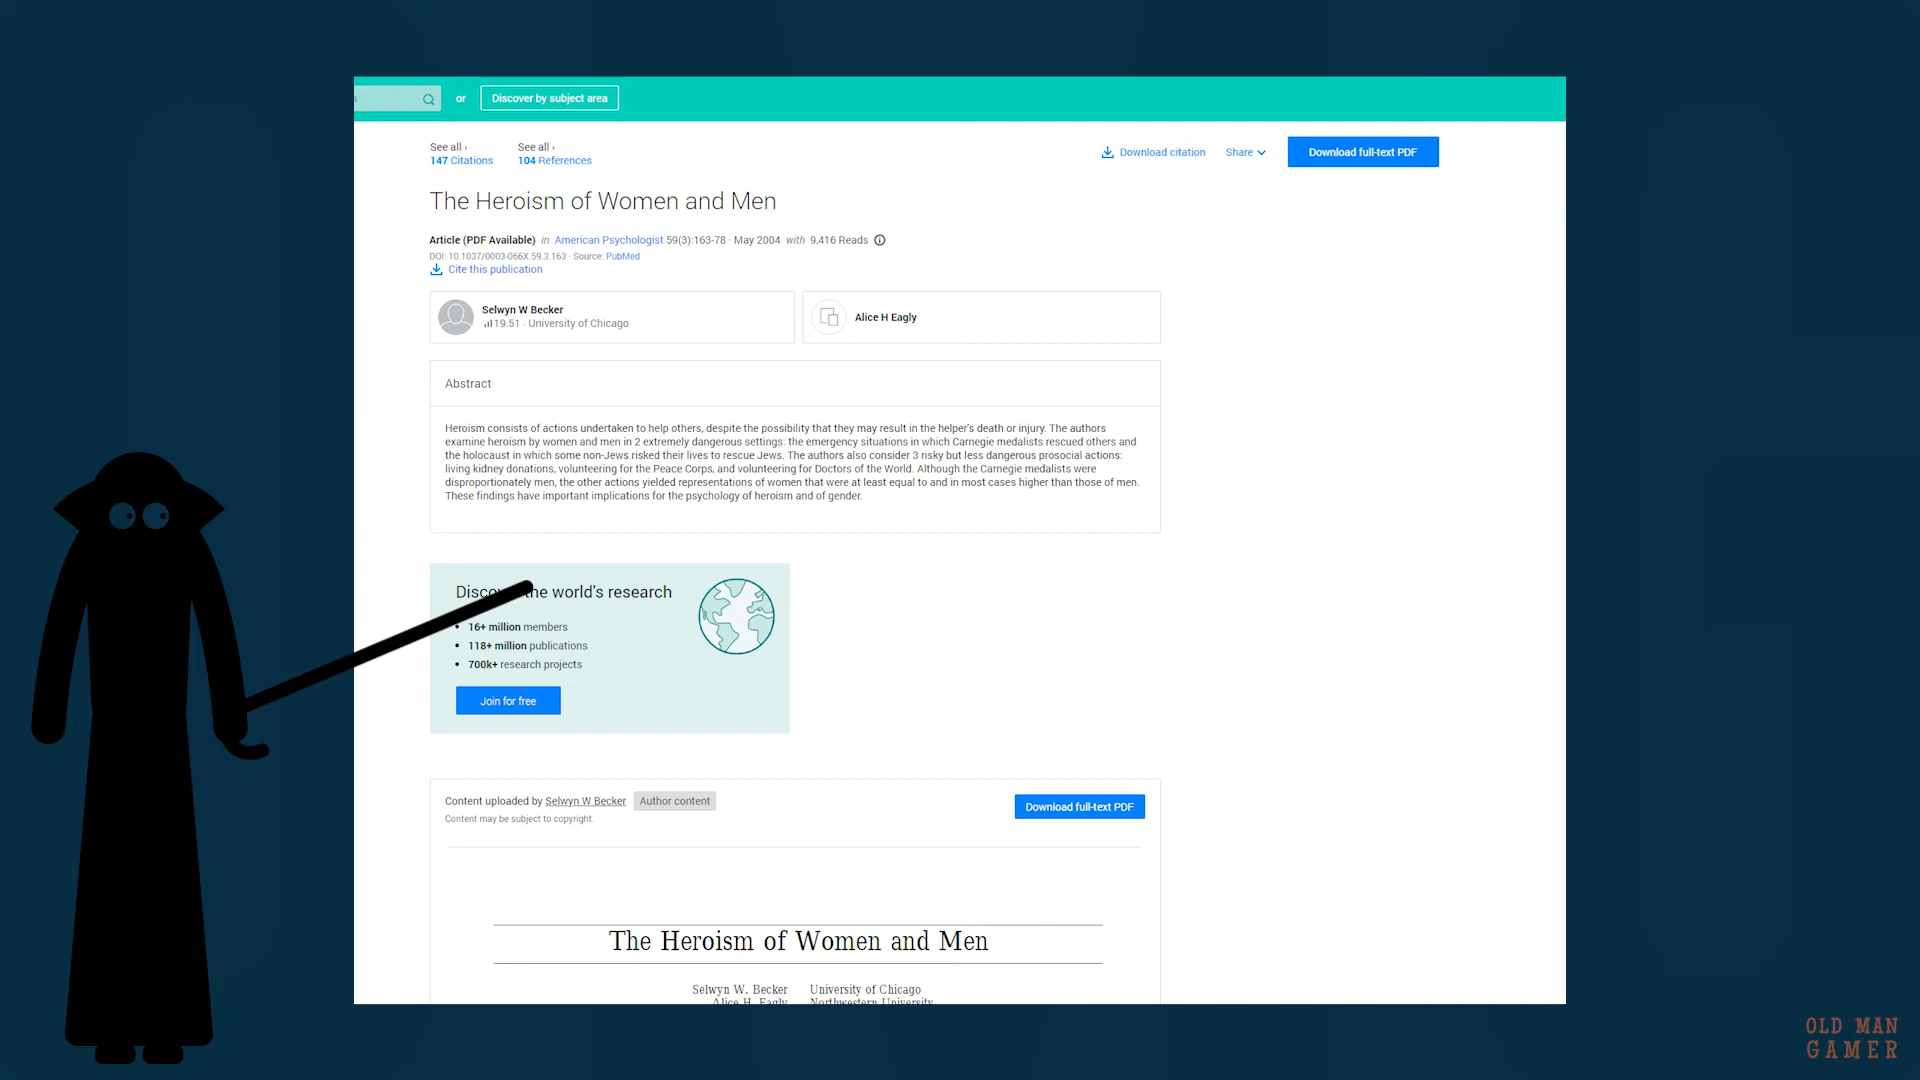 s or Discover by subject area
See all › See all ›
147 Citations 104 References
Download citation Share Download full-text PDF
The Heroism of Women and Men
Article (PDF Available) in American Psychologist 59(3):163-78 · May 2004 with 9,416 Reads
DOI: 10.1037/0003-066X.59.3.163 · Source: PubMed
Cite this publication
Selwyn W Becker
19.51 · University of Chicago
Alice H Eagly
Abstract
Heroism consists of actions undertaken to help others, despite the possibility that they may result in the helper's death or injury. The authors
examine heroism by women and men in 2 extremely dangerous settings: the emergency situations in which Carnegie medalists rescued others and
the holocaust in which some non-Jews risked their lives to rescue Jews. The authors also consider 3 risky but less dangerous prosocial actions:
living kidney donations, volunteering for the Peace Corps, and volunteering for Doctors of the World. Although the Carnegie medalists were
disproportionately men, the other actions yielded representations of women that were at least equal to and in most cases higher than those of men.
These findings have important implications for the psychology of heroism and of gender.
Discover the world's research
• 16+ million members
• 118+ million publications
• 700k+ research projects
Join for free
Content uploaded by Selwyn W Becker Author content
Content may be subject to copyright.
Download full-text PDF
The Heroism of Women and Men
Selwyn W. Becker University of Chicago
Alice H. Eagly Northwestern University
OLD MAN
GAMER